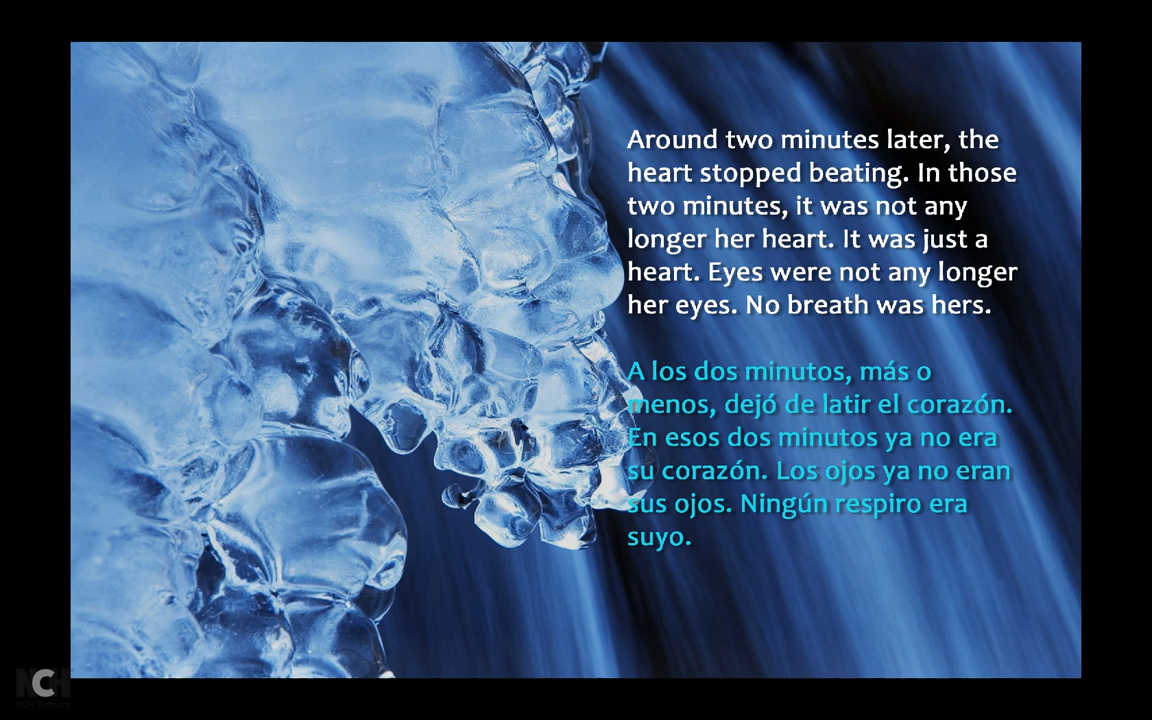 Around two minutes later, the
heart stopped beating. In those
two minutes, it was not any
longer her heart. It was just a
heart. Eyes were not any longer
her eyes. No breath was hers.
A los dos minutos, más o
menos, dejó de latir el corazón.
En esos dos minutos ya no era
su corazón. Los ojos ya no eran
sus ojos. Ningún respiro era
suyo.
NCH
NCH Software